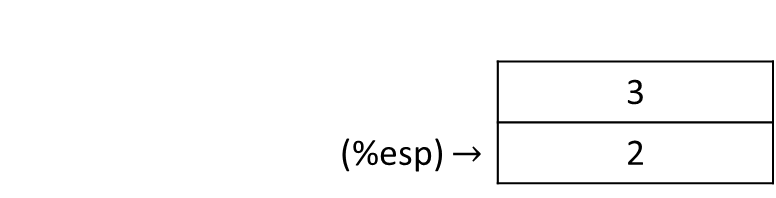 3
(%esp) → 2